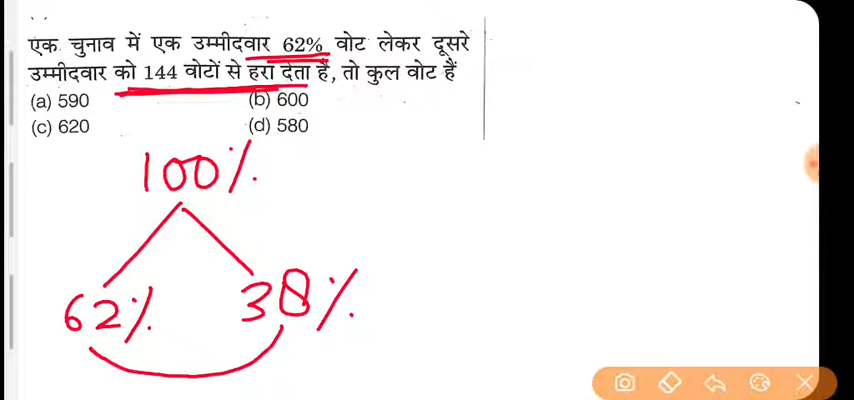 एक चुनाव में एक उम्मीदवार 62% वोट लेकर दूसरे
उम्मीदवार को 144 वोटों से हरा देता है, तो कुल वोट हैं
(a) 590 (b) 600
(c) 620 (d) 580
100%
62% 38%